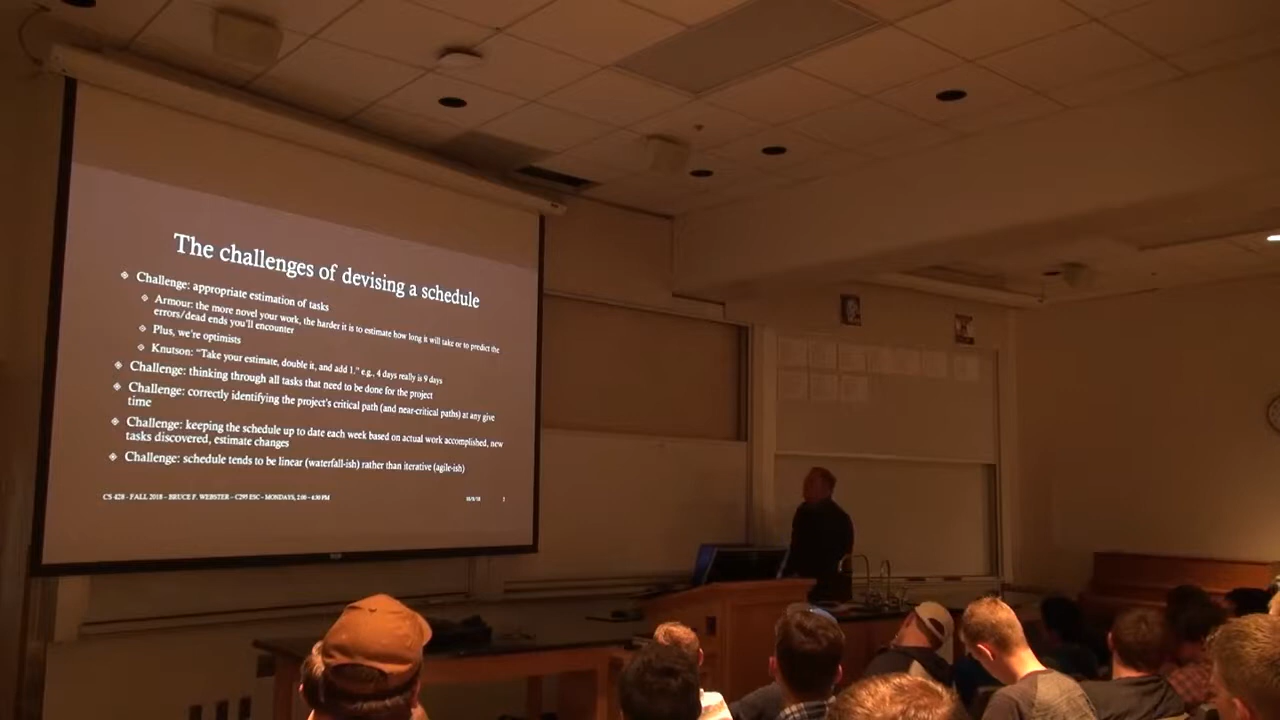 The challenges of devising a schedule
Challenge: appropriate estimation of tasks
Armour: the more novel your work, the harder it is to estimate how long it will take or to predict the
errors/dead ends you'll encounter
Plus, we're optimists
Knutson: "Take your estimate, double it, and add 1." e.g., 4 days really is 9 days
Challenge: thinking through all tasks that need to be done for the project
Challenge: correctly identifying the project's critical path (and near-critical paths) at any give
time
Challenge: keeping the schedule up to date each week based on actual work accomplished, new
tasks discovered, estimate changes
Challenge: schedule tends to be linear (waterfall-ish) rather than iterative (agile-ish)
CS 428 - FALL 2018 - BRUCE F. WEBSTER - C295 ESC - MONDAYS, 2:00 - 4:30 PM